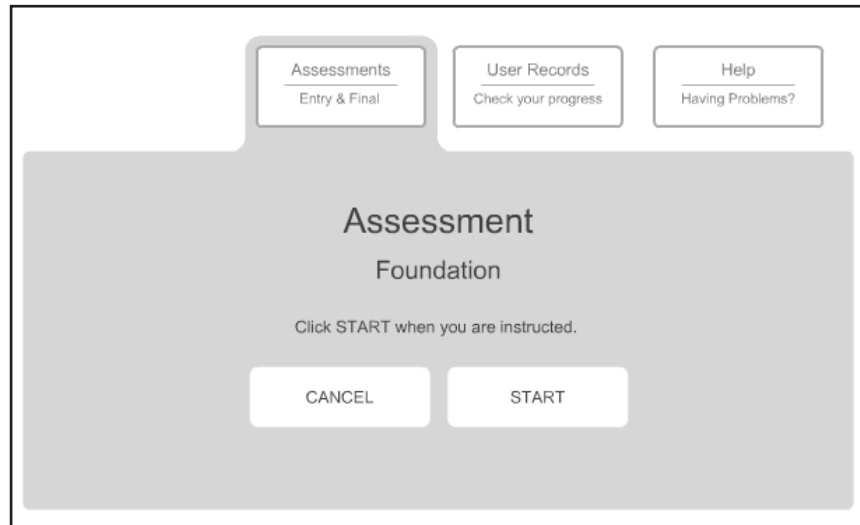 Assessments
Entry & Final
User Records
Check your progress
Help
Having Problems?
Assessment
Foundation
Click START when you are instructed.
CANCEL
START